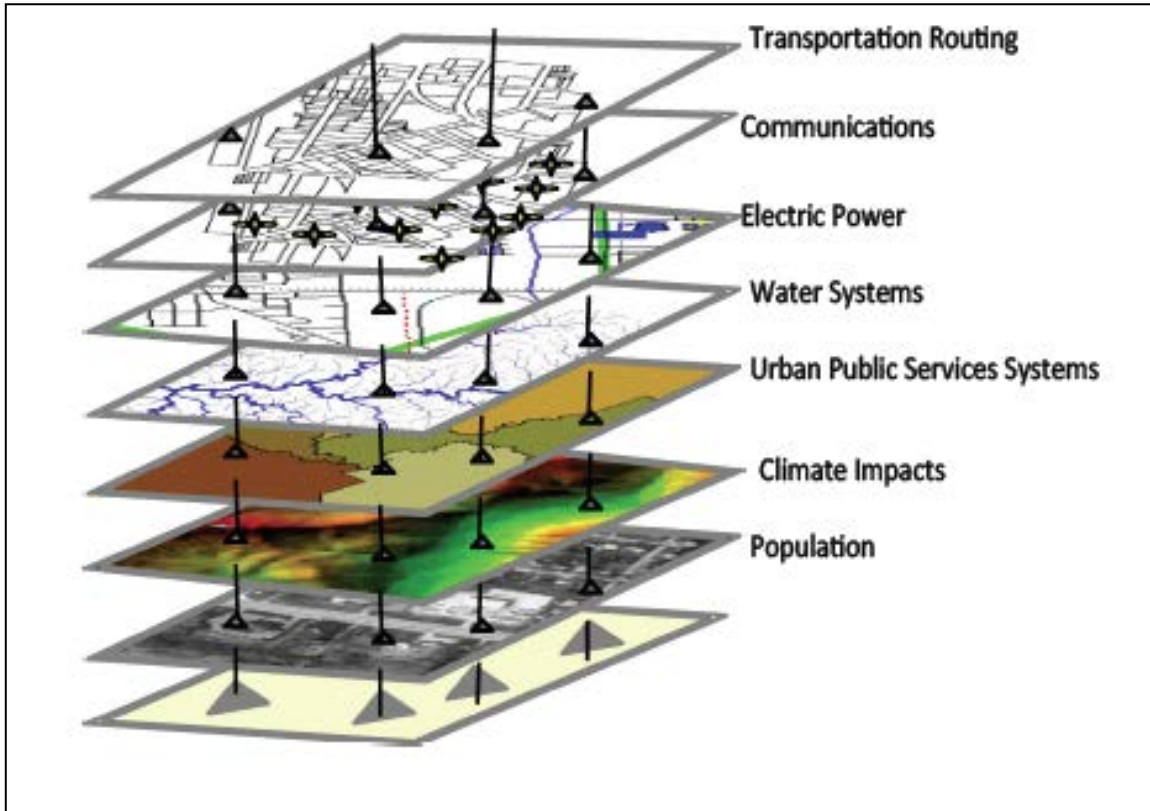 Transportation Routing
Communications
Electric Power
Water Systems
Urban Public Services Systems
Climate Impacts
Population